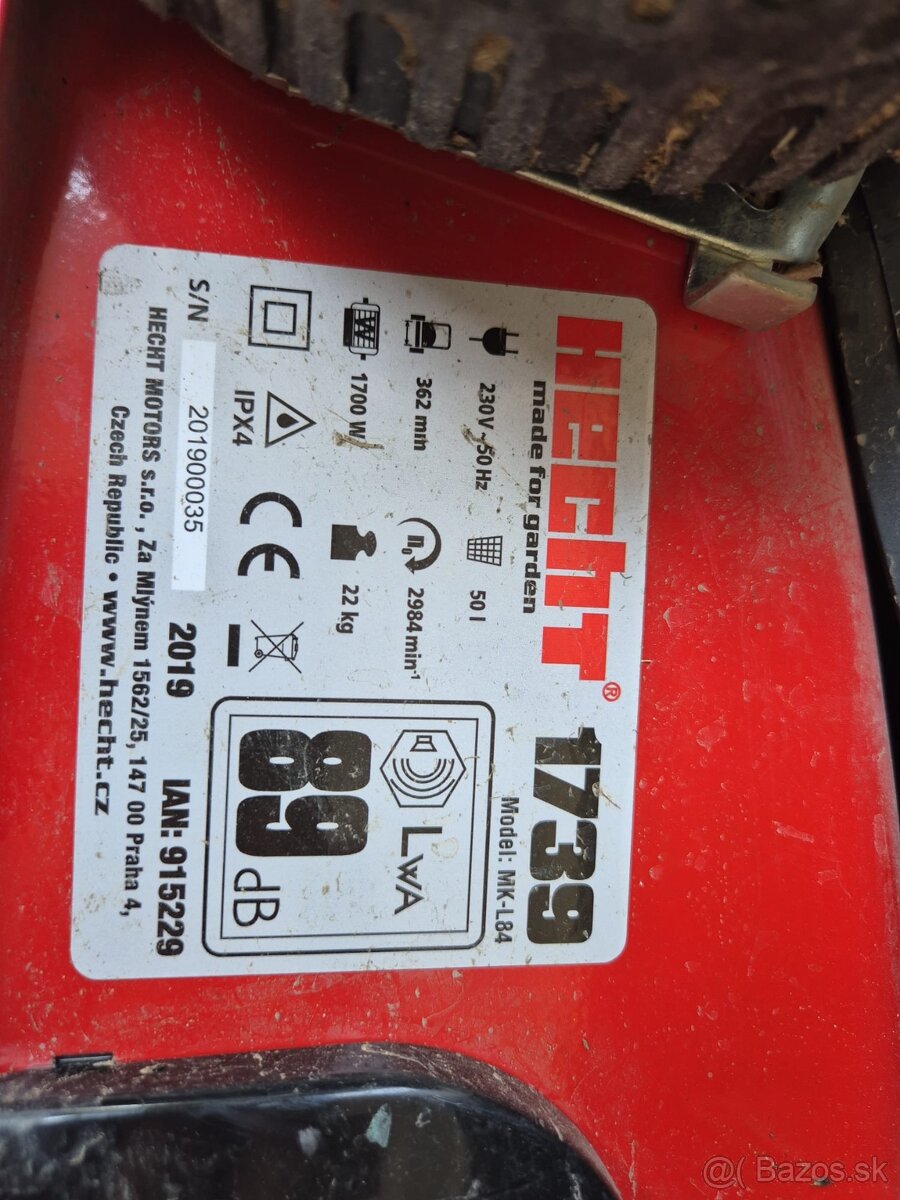 HECHT® 1739
made for garden
Model: MK-L84
230V ~50 Hz
50 l
362 mm
n₀
2984 min⁻¹
1700 W
22 kg
LWA
89 dB
IPX4
CE
S/N 201900035
2019
IAN: 915229
HECHT MOTORS s.r.o., Za Mlýnem 1562/25, 147 00 Praha 4,
Czech Republic • www.hecht.cz
@ Bazos.sk